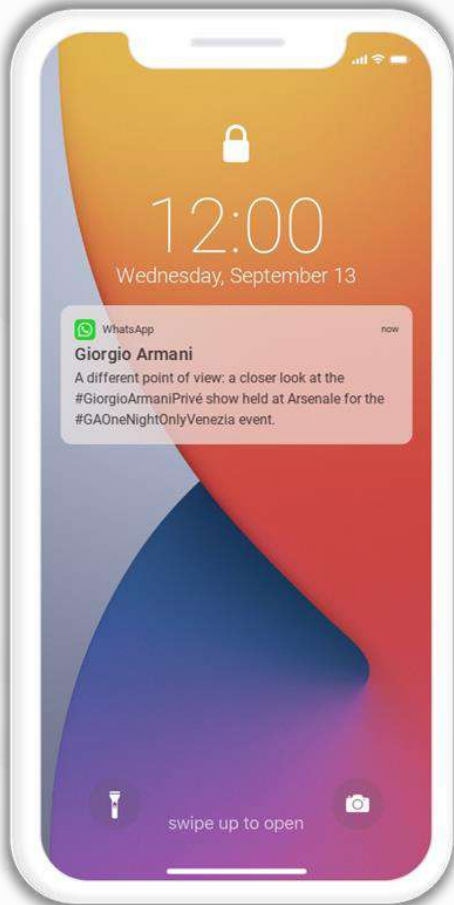 12:00
Wednesday, September 13
WhatsApp
now
Giorgio Armani
A different point of view: a closer look at the
#GiorgioArmaniPrivé show held at Arsenale for the
#GAOneNightOnlyVenezia event.
swipe up to open